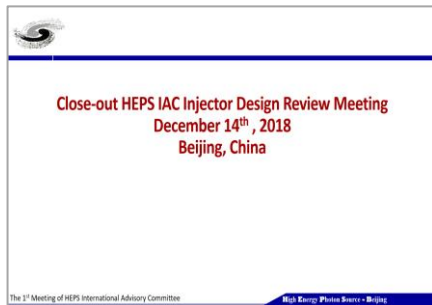 Close-out HEPS IAC Injector Design Review Meeting
December 14th , 2018
Beijing, China
The 1st Meeting of HEPS International Advisory Committee
High Energy Photon Source - Beijing